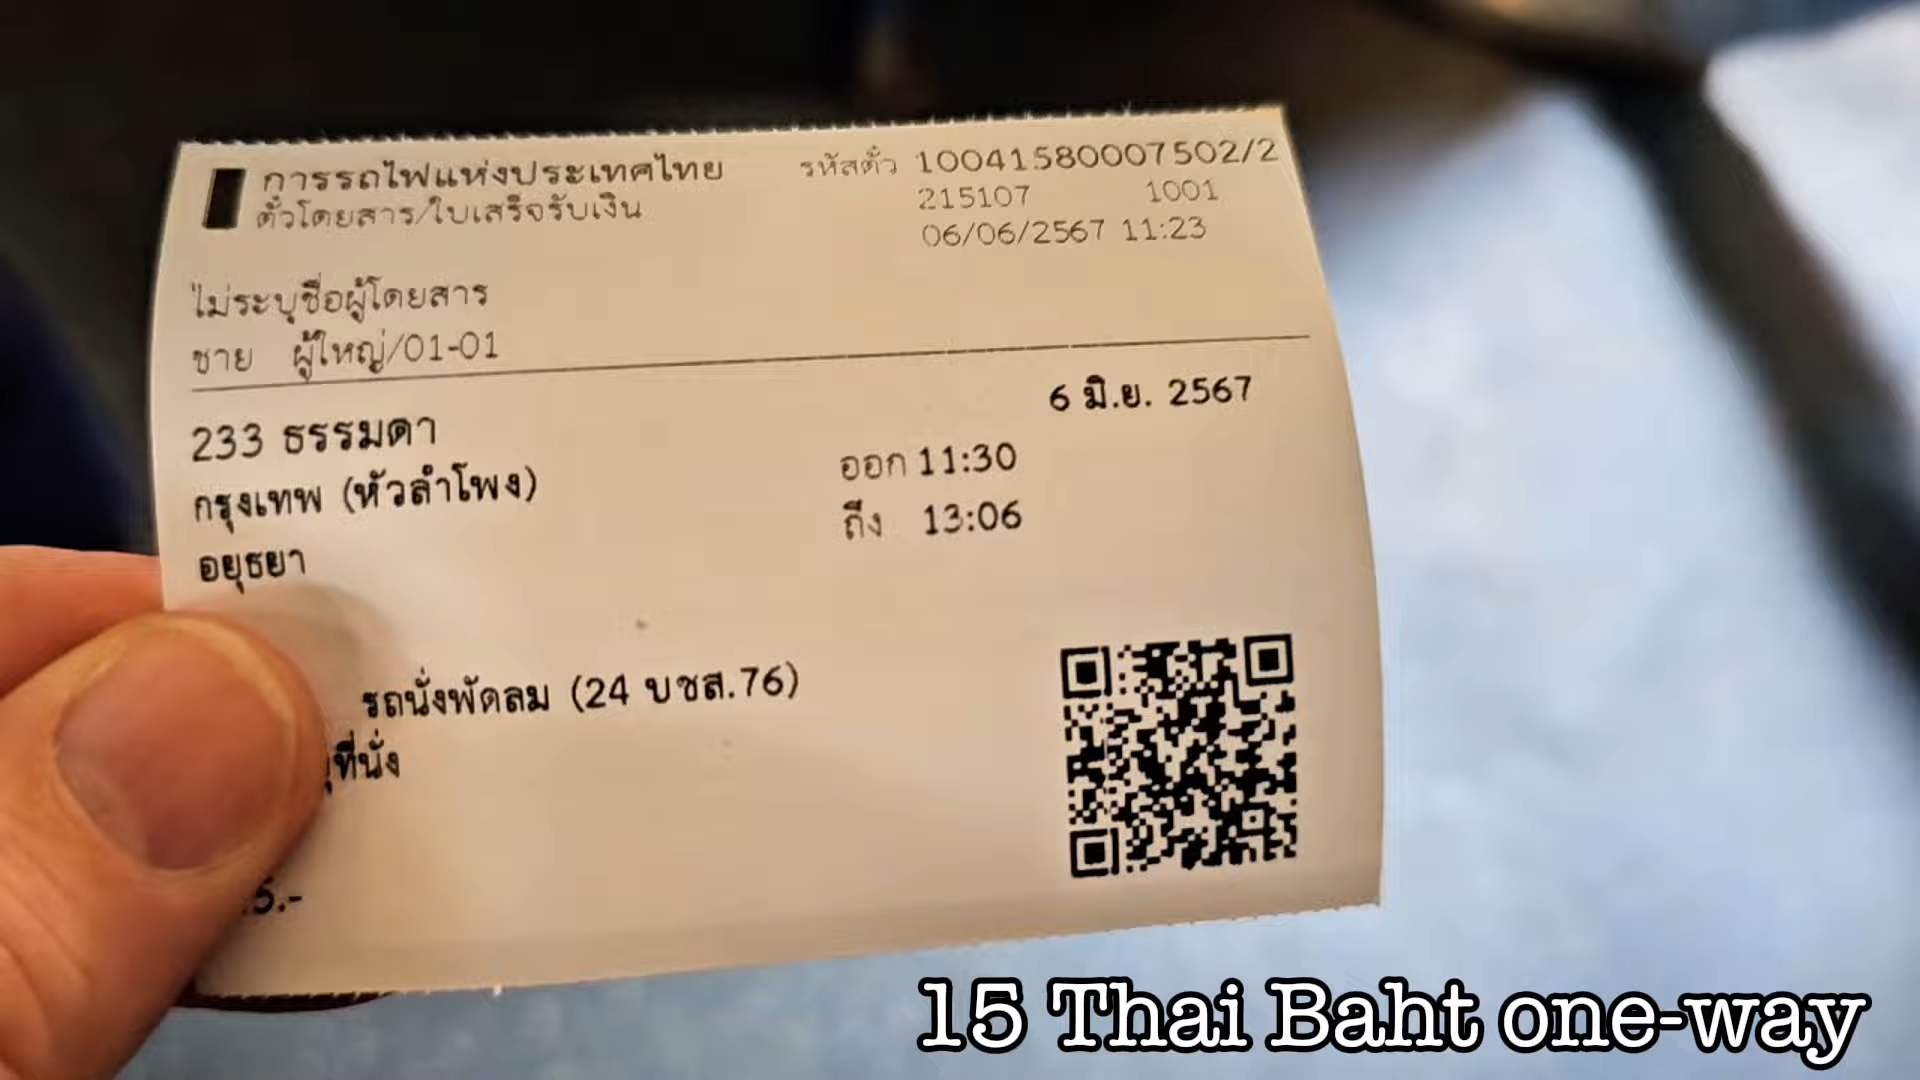 การรถไฟแห่งประเทศไทย
ตั๋วโดยสาร/ใบเสร็จรับเงิน
รหัสตั๋ว 10041580007502/2
215107 1001
06/06/2567 11:23
ไม่ระบุชื่อผู้โดยสาร
ชาย ผู้ใหญ่/01-01
6 มิ.ย. 2567
233 ธรรมดา
กรุงเทพ (หัวลำโพง) ออก 11:30
อยุธยา ถึง 13:06
รถนั่งพัดลม (24 บชส.76)
ที่นั่ง
5.-
15 Thai Baht one-way